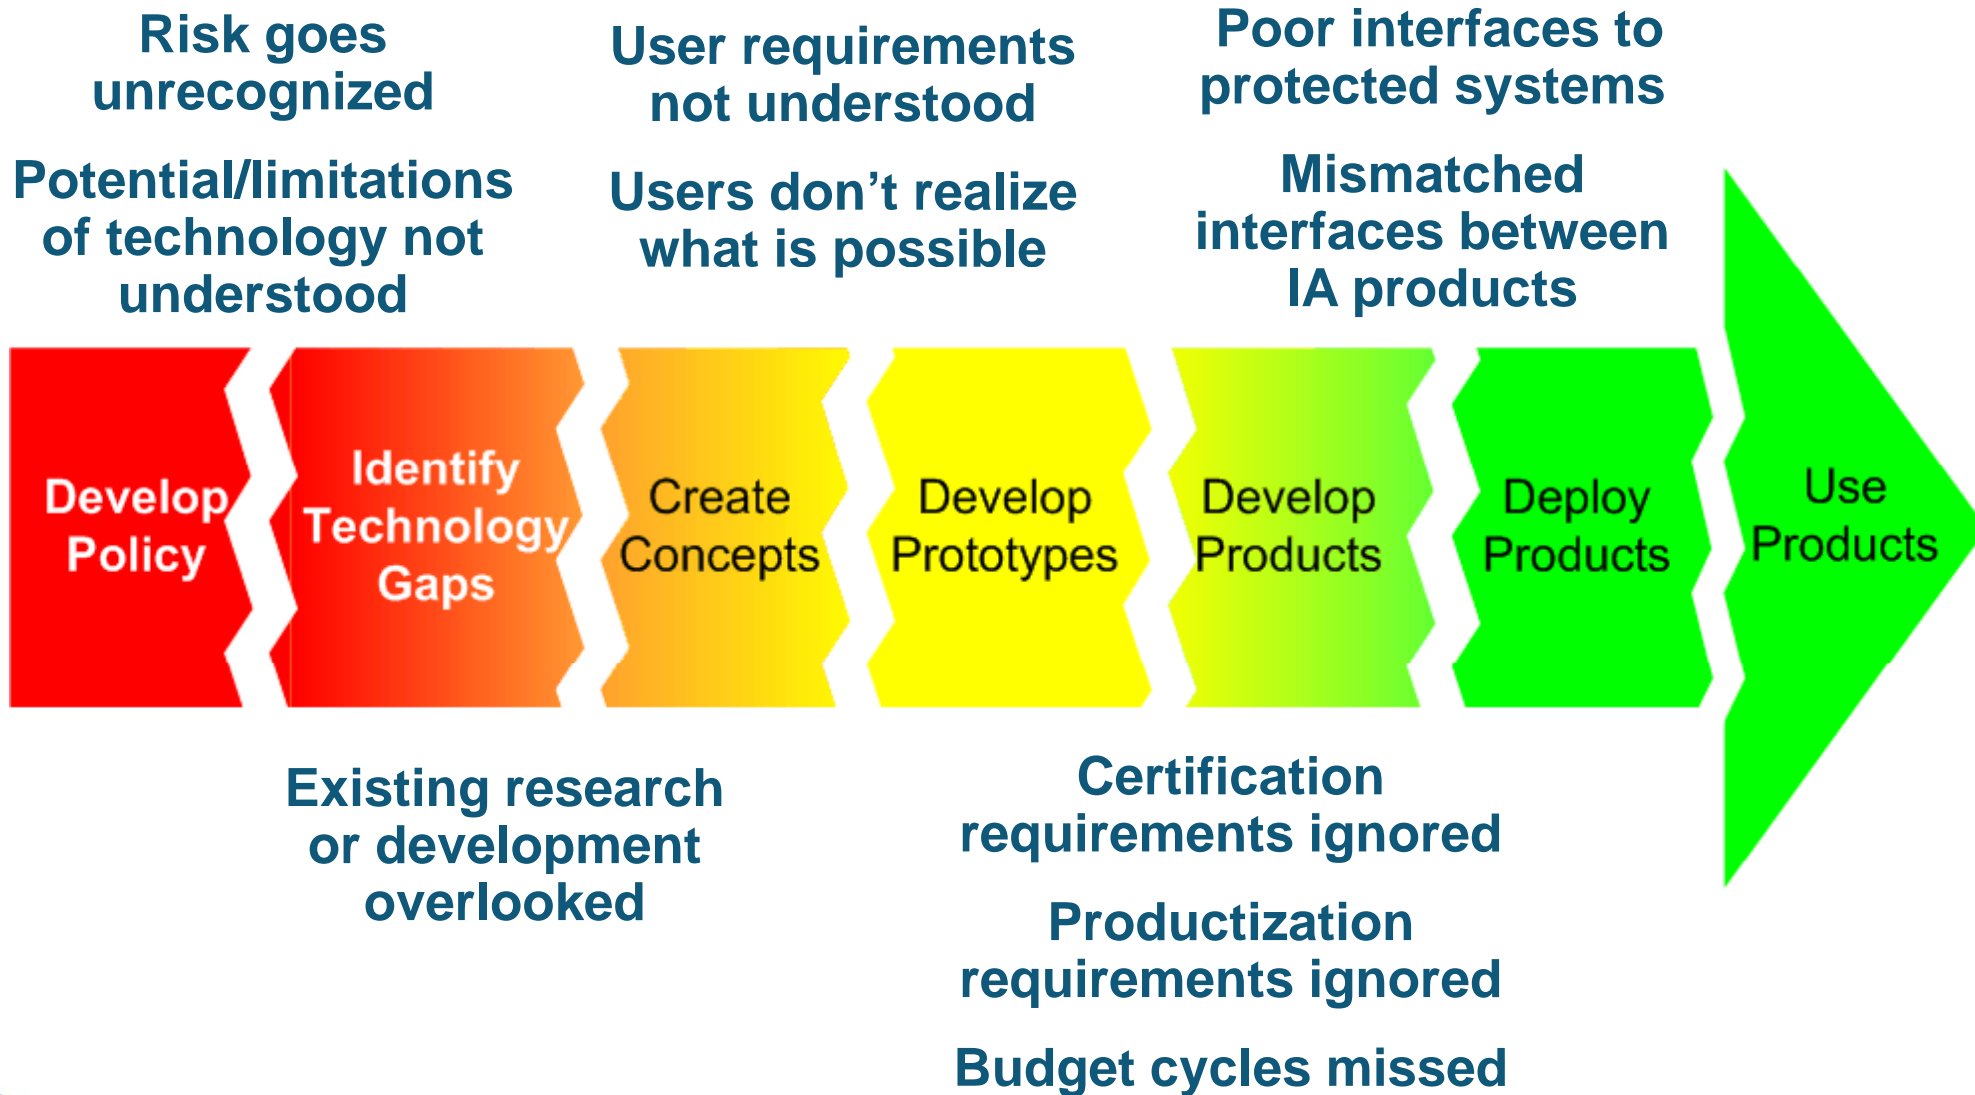 Risk goes
unrecognized
Potential/limitations
of technology not
understood
User requirements
not understood
Users don’t realize
what is possible
Poor interfaces to
protected systems
Mismatched
interfaces between
IA products
Develop
Policy
Identify
Technology
Gaps
Create
Concepts
Develop
Prototypes
Develop
Products
Deploy
Products
Use
Products
Existing research
or development
overlooked
Certification
requirements ignored
Productization
requirements ignored
Budget cycles missed